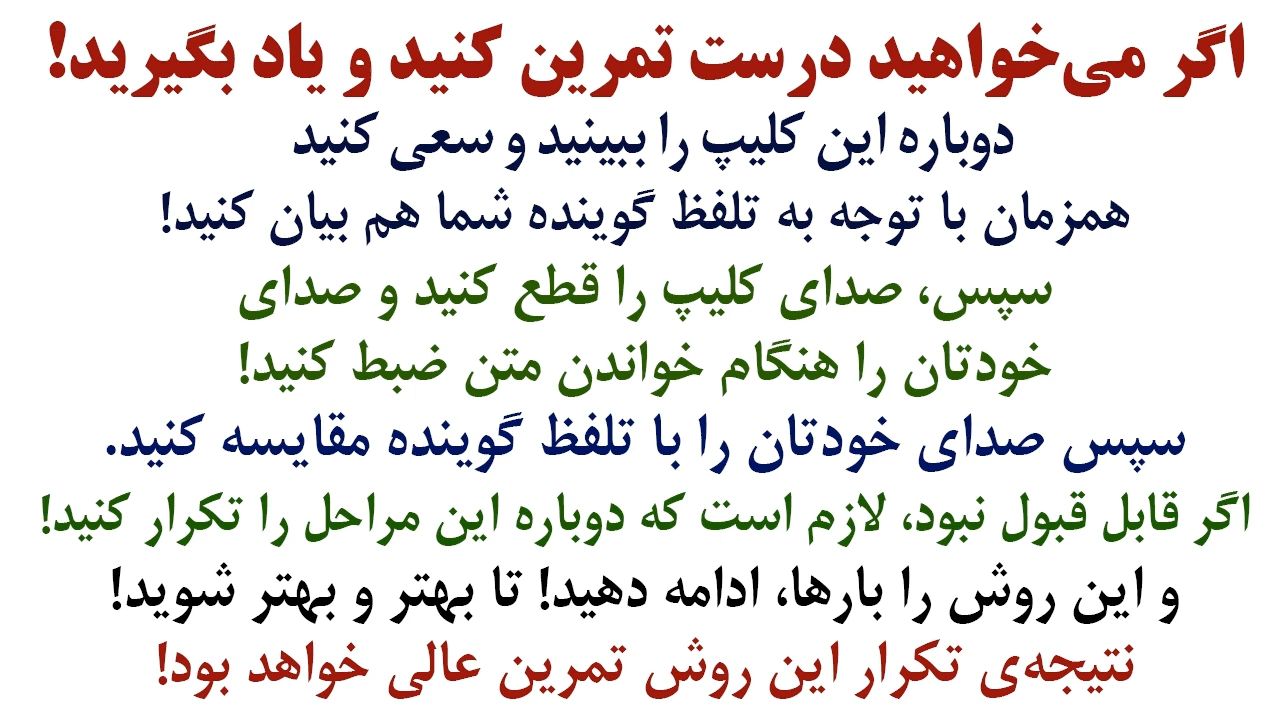 اگر می‌خواهید درست تمرین کنید و یاد بگیرید!
دوباره این کلیپ را ببینید و سعی کنید
همزمان با توجه به تلفظ گوینده شما هم بیان کنید!
سپس، صدای کلیپ را قطع کنید و صدای
خودتان را هنگام خواندن متن ضبط کنید!
سپس صدای خودتان را با تلفظ گوینده مقایسه کنید.
اگر قابل قبول نبود، لازم است که دوباره این مراحل را تکرار کنید!
و این روش را بارها، ادامه دهید! تا بهتر و بهتر شوید!
نتیجه‌ی تکرار این روش تمرین عالی خواهد بود!